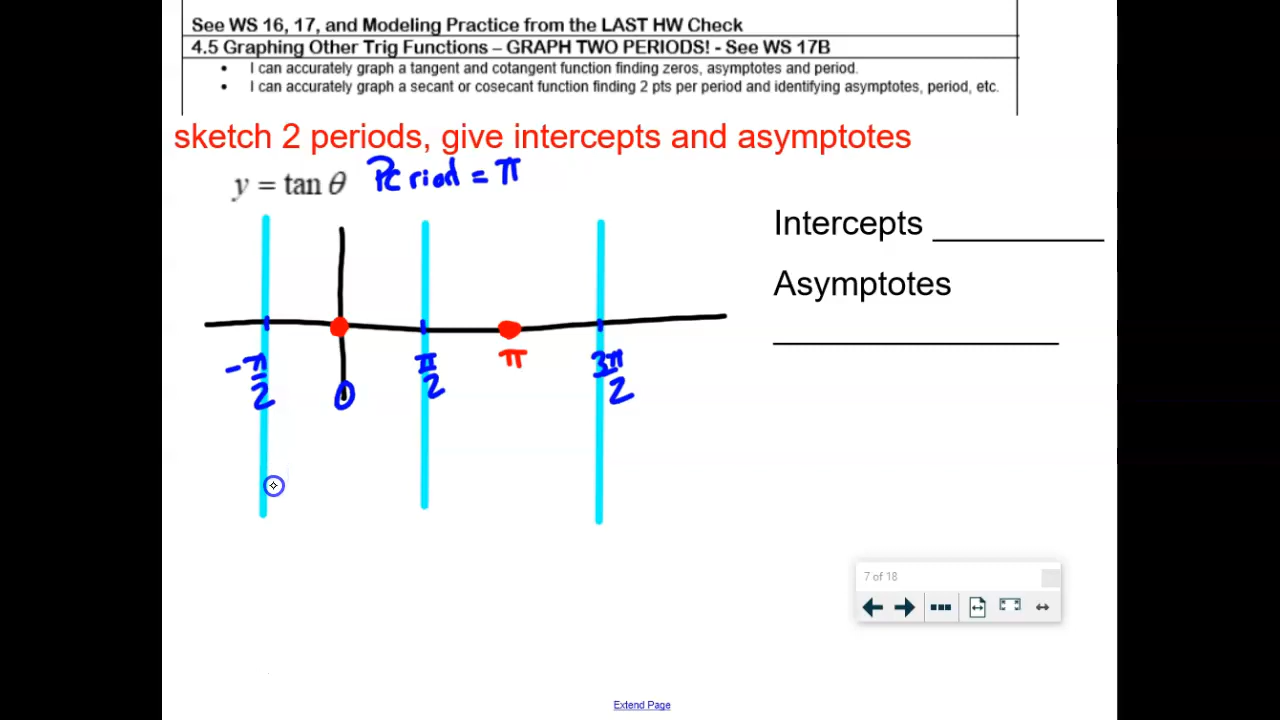 See WS 16, 17, and Modeling Practice from the LAST HW Check
4.5 Graphing Other Trig Functions – GRAPH TWO PERIODS! - See WS 17B
• I can accurately graph a tangent and cotangent function finding zeros, asymptotes and period.
• I can accurately graph a secant or cosecant function finding 2 pts per period and identifying asymptotes, period, etc.
sketch 2 periods, give intercepts and asymptotes
y = tan θ Period = π
Intercepts __________
Asymptotes
________________
-π/2 0 π/2 π 3π/2
7 of 18
Extend Page